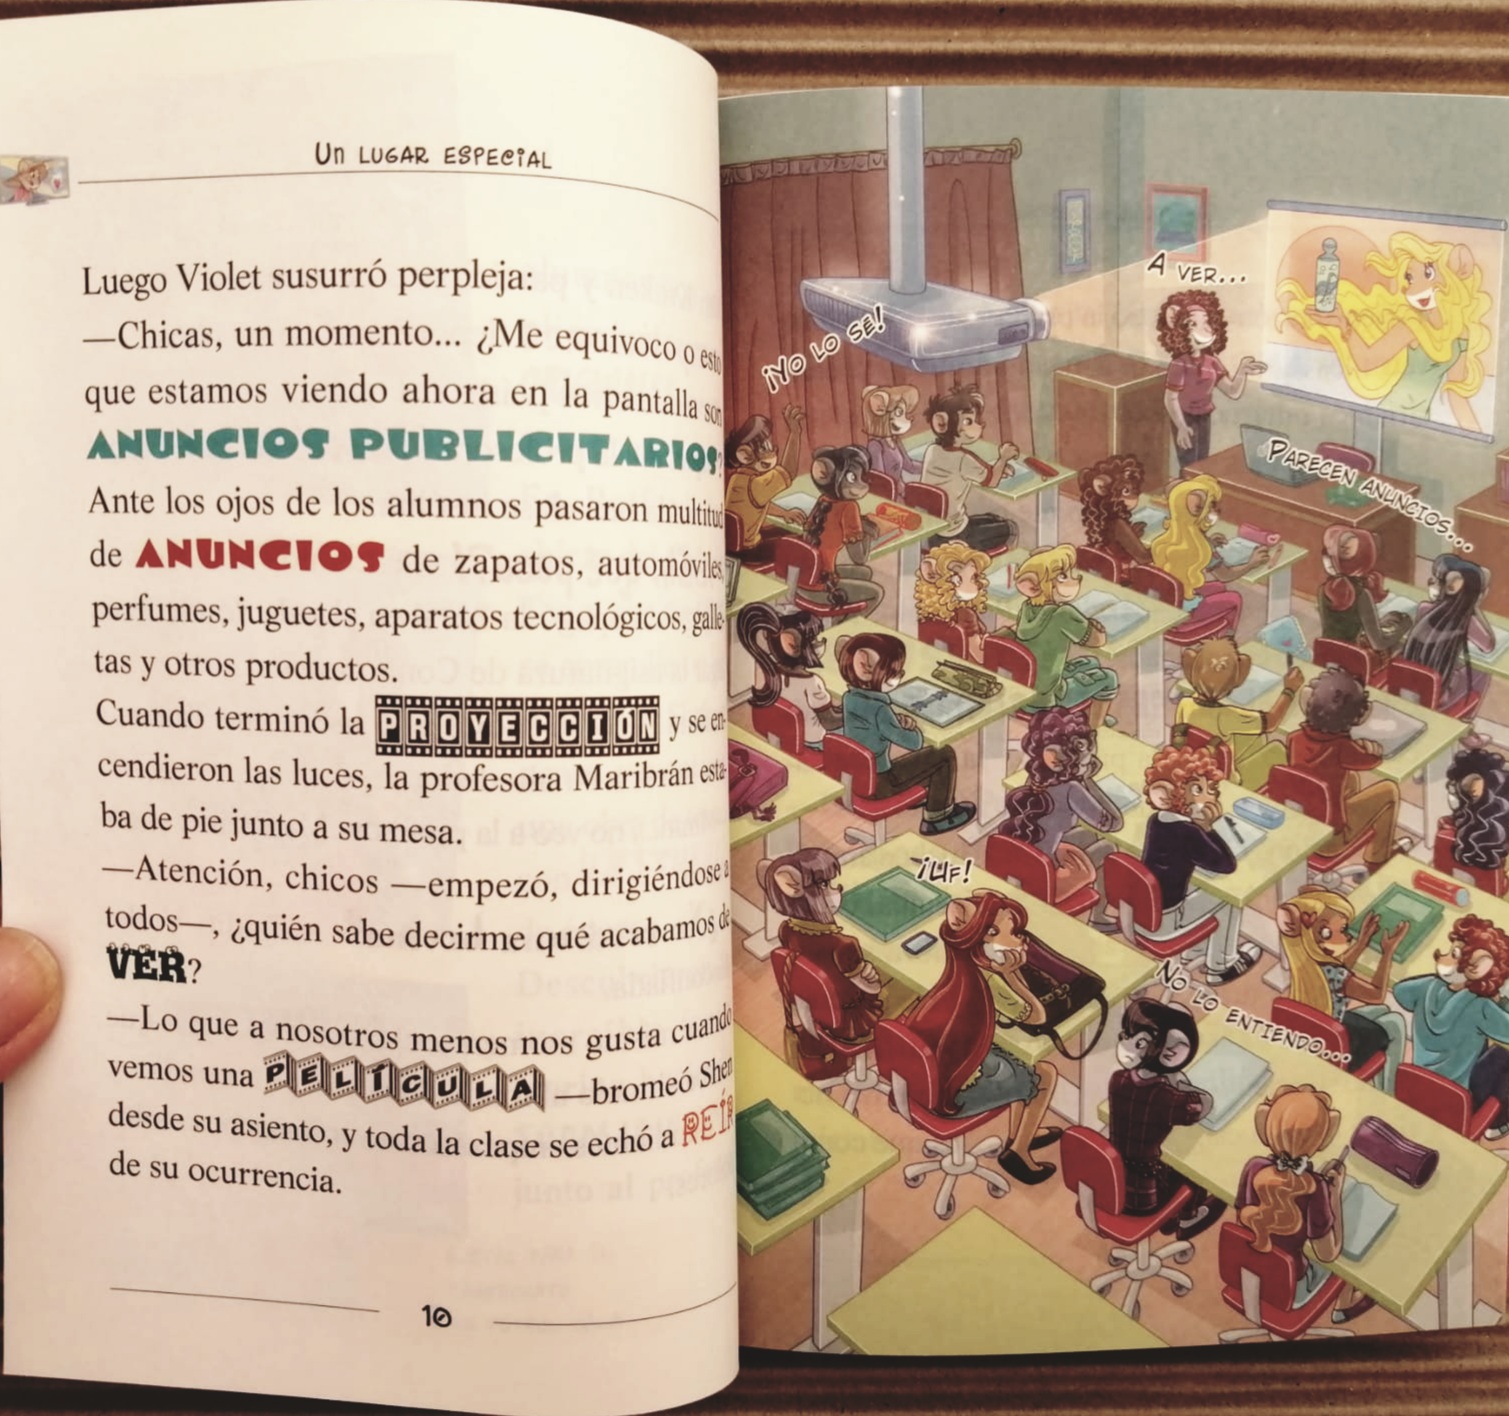 Un lugar especial
Luego Violet susurró perpleja:
—Chicas, un momento... ¿Me equivoco o esto
que estamos viendo ahora en la pantalla son
ANUNCIOS PUBLICITARIOS?
Ante los ojos de los alumnos pasaron multitud
de ANUNCIOS de zapatos, automóviles,
perfumes, juguetes, aparatos tecnológicos, galle-
tas y otros productos.
Cuando terminó la PROYECCIÓN y se en-
cendieron las luces, la profesora Maribrán esta-
ba de pie junto a su mesa.
—Atención, chicos —empezó, dirigiéndose a
todos—, ¿quién sabe decirme qué acabamos de
VER?
—Lo que a nosotros menos nos gusta cuando
vemos una PELÍCULA —bromeó Shen
desde su asiento, y toda la clase se echó a REÍR
de su ocurrencia.
10
A VER...
¡YO LO SÉ!
PARECEN ANUNCIOS...
¡UF!
NO LO ENTIENDO...